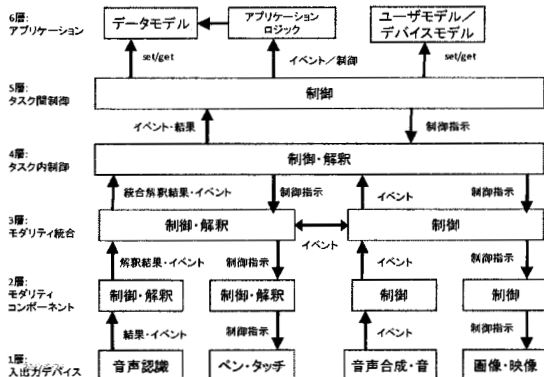 6層:
アプリケーション
データモデル
アプリケーション
ロジック
ユーザモデル/
デバイスモデル
set/get
イベント/制御
set/get
5層:
タスク間制御
制御
イベント・結果
制御指示
4層:
タスク内制御
制御・解釈
統合解釈結果・イベント
制御指示
イベント
制御指示
3層:
モダリティ統合
制御・解釈
イベント
制御
解釈結果・イベント
制御指示
イベント
制御指示
2層:
モダリティ
コンポーネント
制御・解釈
制御・解釈
制御
制御
結果・イベント
制御指示
イベント
制御指示
1層:
入出力デバイス
音声認識
ペン・タッチ
音声合成・音
画像・映像